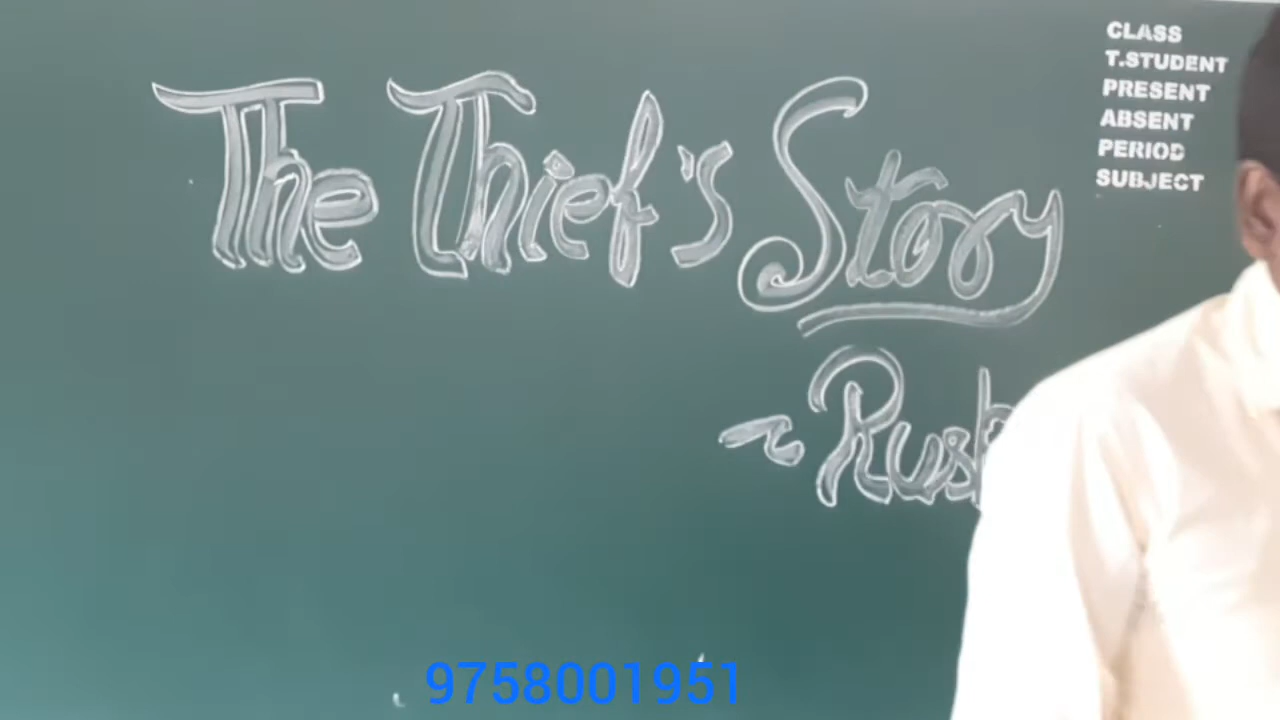 The Thief's Story
CLASS
T.STUDENT
PRESENT
ABSENT
PERIOD
SUBJECT
9758001951